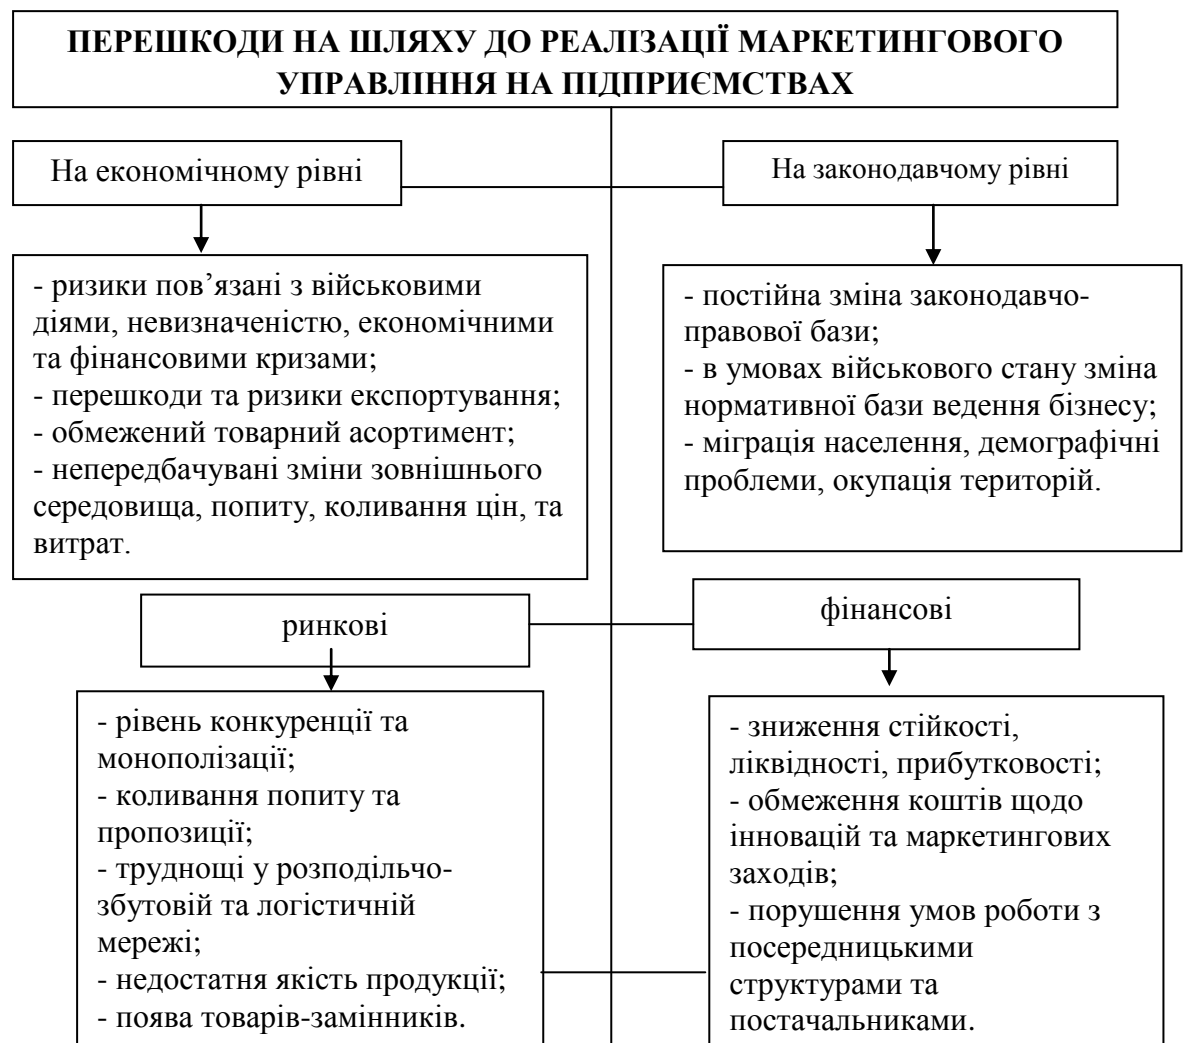 ПЕРЕШКОДИ НА ШЛЯХУ ДО РЕАЛІЗАЦІЇ МАРКЕТИНГОВОГО
УПРАВЛІННЯ НА ПІДПРИЄМСТВАХ
На економічному рівні
На законодавчому рівні
- ризики пов’язані з військовими
діями, невизначеністю, економічними
та фінансовими кризами;
- перешкоди та ризики експортування;
- обмежений товарний асортимент;
- непередбачувані зміни зовнішнього
середовища, попиту, коливання цін, та
витрат.
- постійна зміна законодавчо-
правової бази;
- в умовах військового стану зміна
нормативної бази ведення бізнесу;
- міграція населення, демографічні
проблеми, окупація територій.
ринкові
фінансові
- рівень конкуренції та
монополізації;
- коливання попиту та
пропозиції;
- труднощі у розподільчо-
збутовій та логістичній
мережі;
- недостатня якість продукції;
- поява товарів-замінників.
- зниження стійкості,
ліквідності, прибутковості;
- обмеження коштів щодо
інновацій та маркетингових
заходів;
- порушення умов роботи з
посередницькими
структурами та
постачальниками.